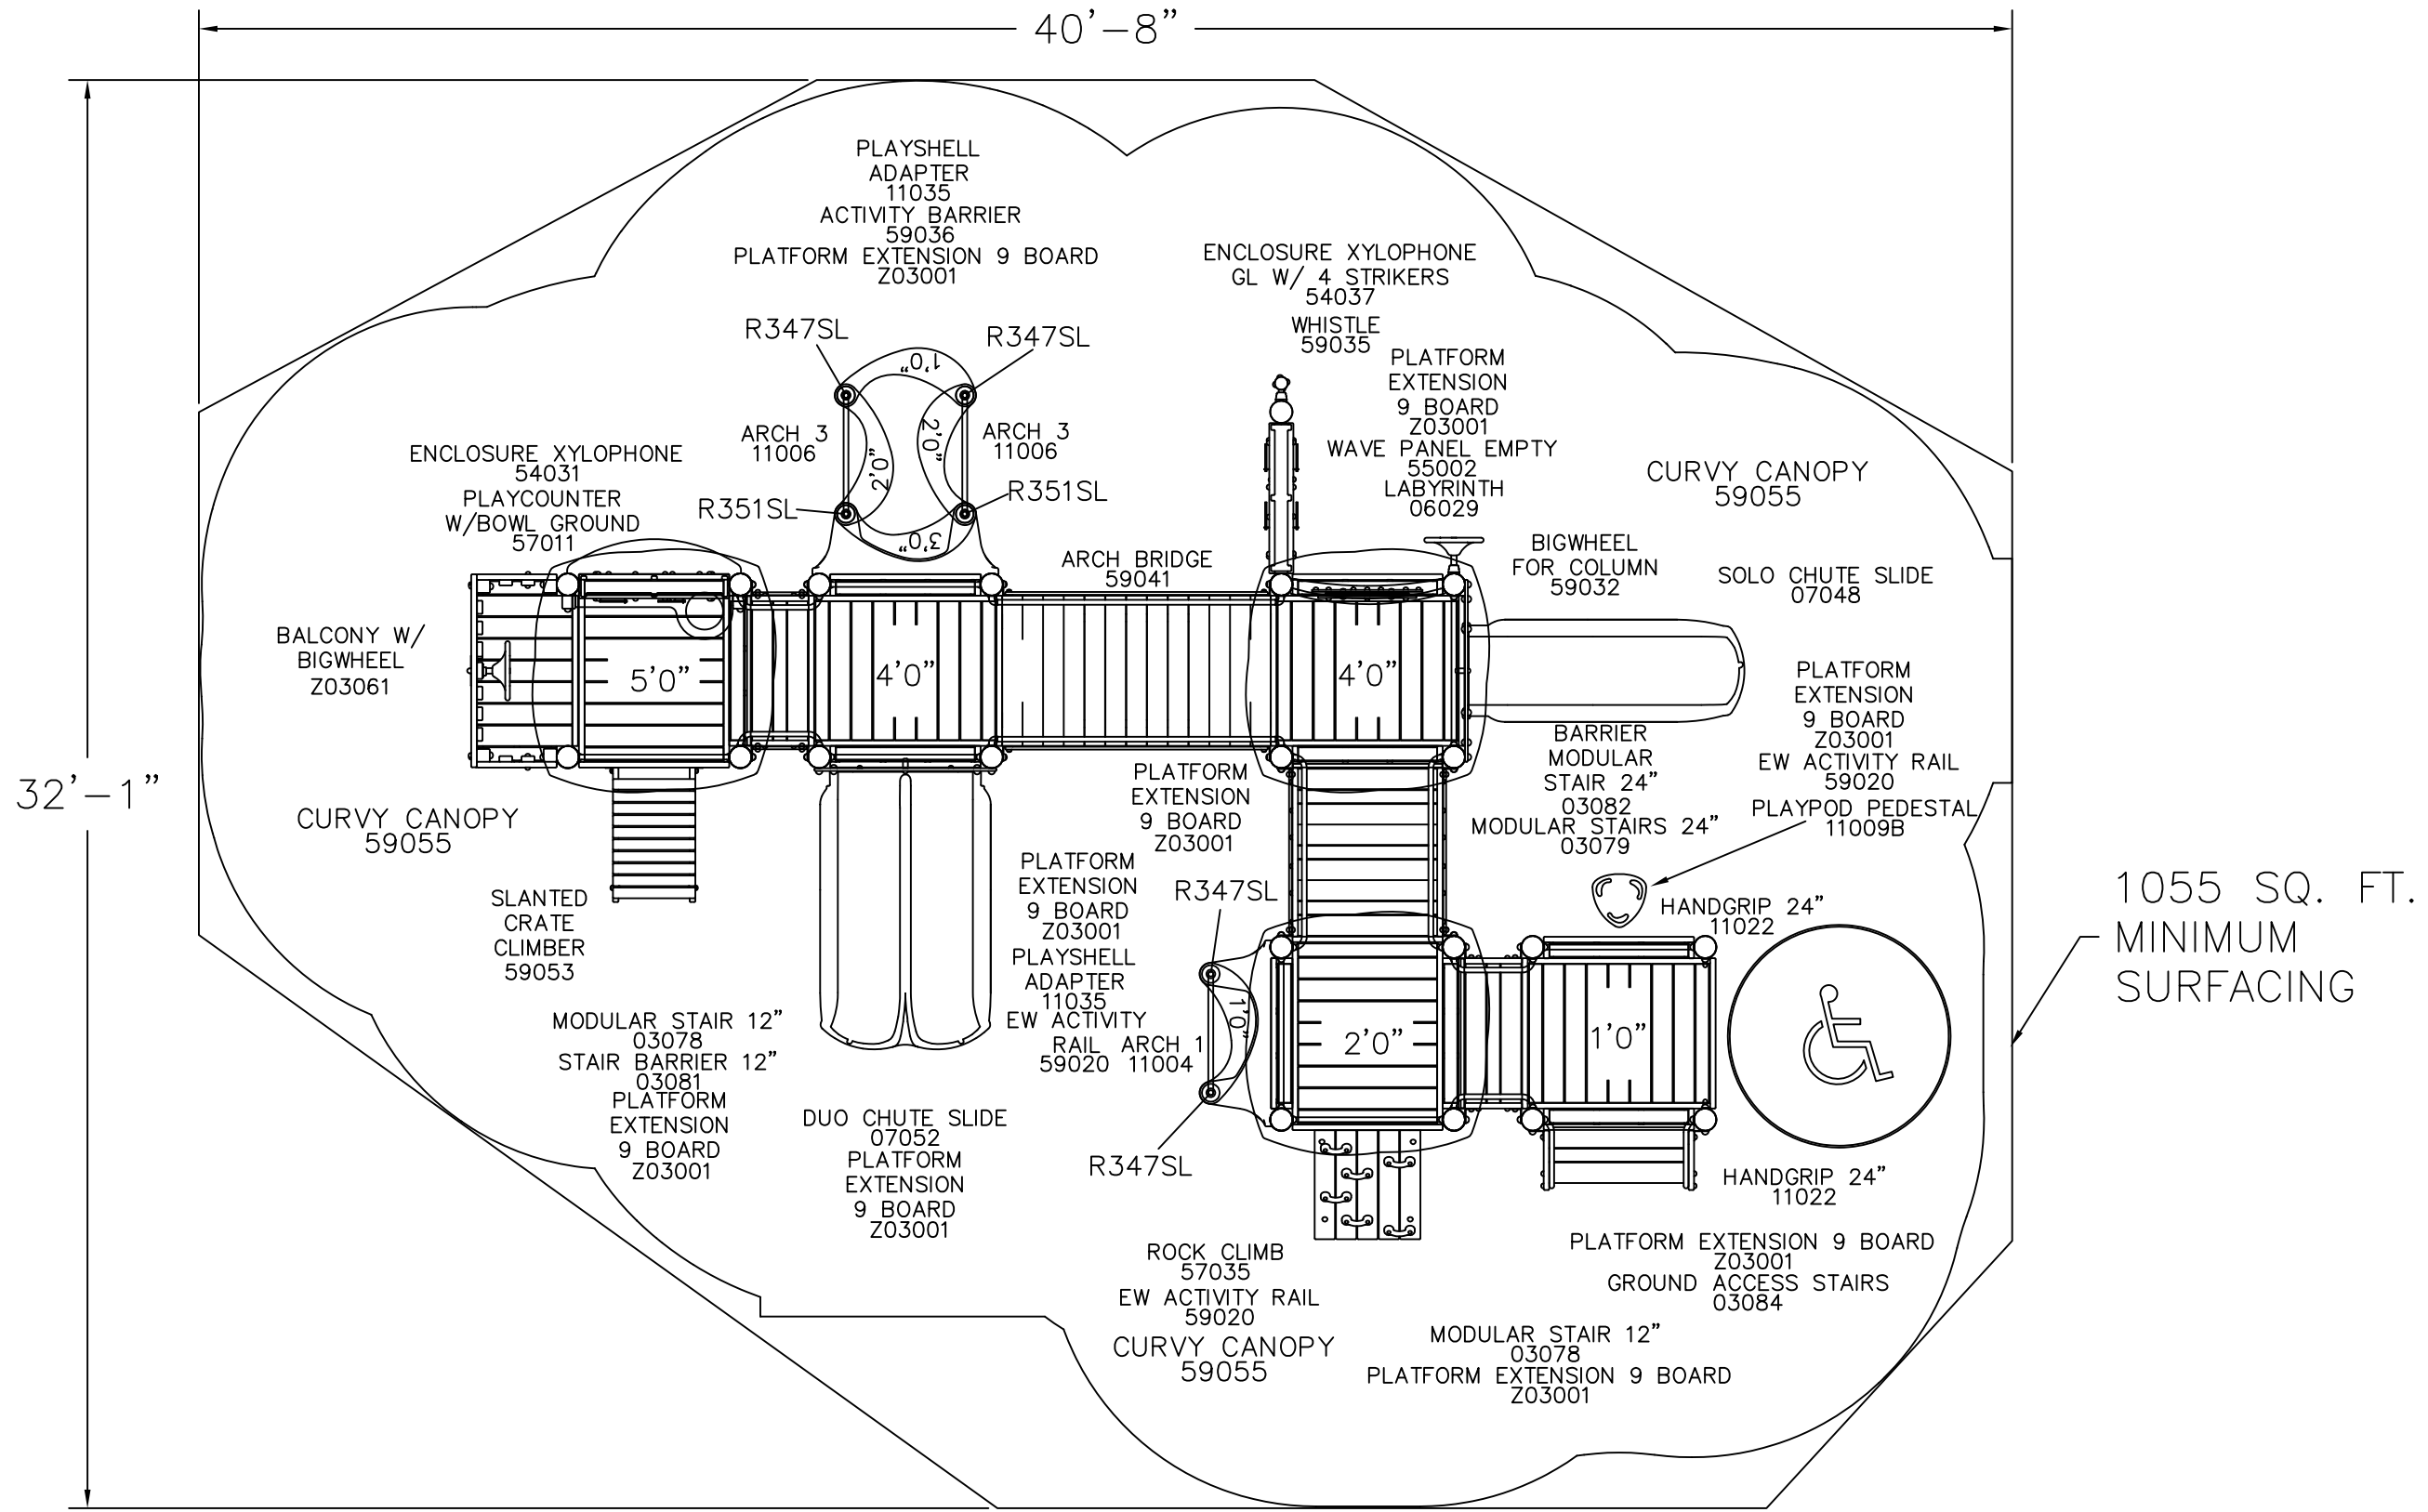 40'-8"
32'-1"
PLAYSHELL
ADAPTER
11035
ACTIVITY BARRIER
59036
PLATFORM EXTENSION 9 BOARD
Z03001
ENCLOSURE XYLOPHONE
GL W/ 4 STRIKERS
54037
WHISTLE
59035
R347SL
R347SL
1'0"
PLATFORM
EXTENSION
9 BOARD
Z03001
WAVE PANEL EMPTY
55002
LABYRINTH
06029
ARCH 3
11006
2'0"
2'0"
ARCH 3
11006
ENCLOSURE XYLOPHONE
54031
PLAYCOUNTER
W/BOWL GROUND
57011
CURVY CANOPY
59055
R351SL
R351SL
3'0"
ARCH BRIDGE
59041
BIGWHEEL
FOR COLUMN
59032
SOLO CHUTE SLIDE
07048
BALCONY W/
BIGWHEEL
Z03061
5'0"
4'0"
4'0"
PLATFORM
EXTENSION
9 BOARD
Z03001
EW ACTIVITY RAIL
59020
PLAYPOD PEDESTAL
11009B
BARRIER
MODULAR
STAIR 24"
03082
MODULAR STAIRS 24"
03079
PLATFORM
EXTENSION
9 BOARD
Z03001
CURVY CANOPY
59055
PLATFORM
EXTENSION
9 BOARD
Z03001
PLAYSHELL
ADAPTER
11035
EW ACTIVITY
RAIL ARCH 1
59020 11004
R347SL
1'0"
SLANTED
CRATE
CLIMBER
59053
HANDGRIP 24"
11022
1055 SQ. FT.
MINIMUM
SURFACING
MODULAR STAIR 12"
03078
STAIR BARRIER 12"
03081
PLATFORM
EXTENSION
9 BOARD
Z03001
2'0"
1'0"
DUO CHUTE SLIDE
07052
PLATFORM
EXTENSION
9 BOARD
Z03001
R347SL
HANDGRIP 24"
11022
ROCK CLIMB
57035
EW ACTIVITY RAIL
59020
CURVY CANOPY
59055
PLATFORM EXTENSION 9 BOARD
Z03001
GROUND ACCESS STAIRS
03084
MODULAR STAIR 12"
03078
PLATFORM EXTENSION 9 BOARD
Z03001